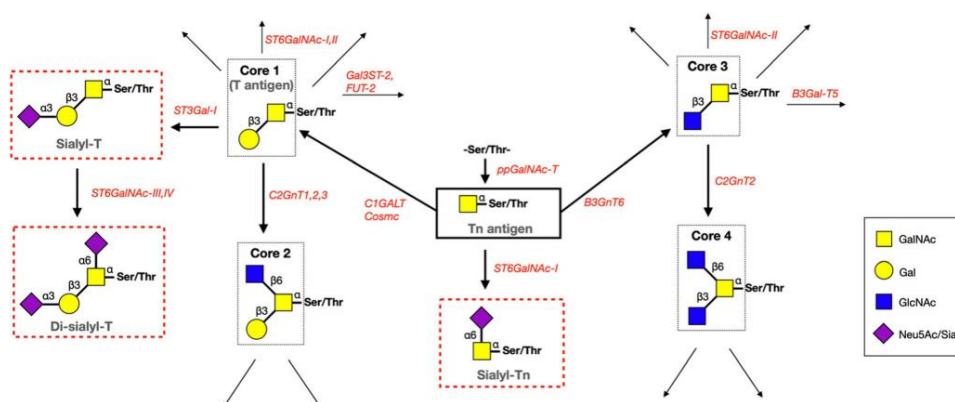 ST6GalNAc-I,II
Core 1
(T antigen)
α
Ser/Thr
β3
Gal3ST-2,
FUT-2
ST6GalNAc-II
Core 3
α
Ser/Thr
β3
B3Gal-T5
α
Ser/Thr
β3
α3
Sialyl-T
ST3Gal-I
-Ser/Thr-
ppGalNAc-T
α
Ser/Thr
Tn antigen
C1GALT
Cosmc
B3GnT6
ST6GalNAc-III,IV
C2GnT1,2,3
C2GnT2
α6
α
Ser/Thr
β3
α3
Di-sialyl-T
Core 2
β6
α
Ser/Thr
β3
ST6GalNAc-I
α6
α
Ser/Thr
Sialyl-Tn
Core 4
β6
α
Ser/Thr
β3
GalNAc
Gal
GlcNAc
Neu5Ac/Sia